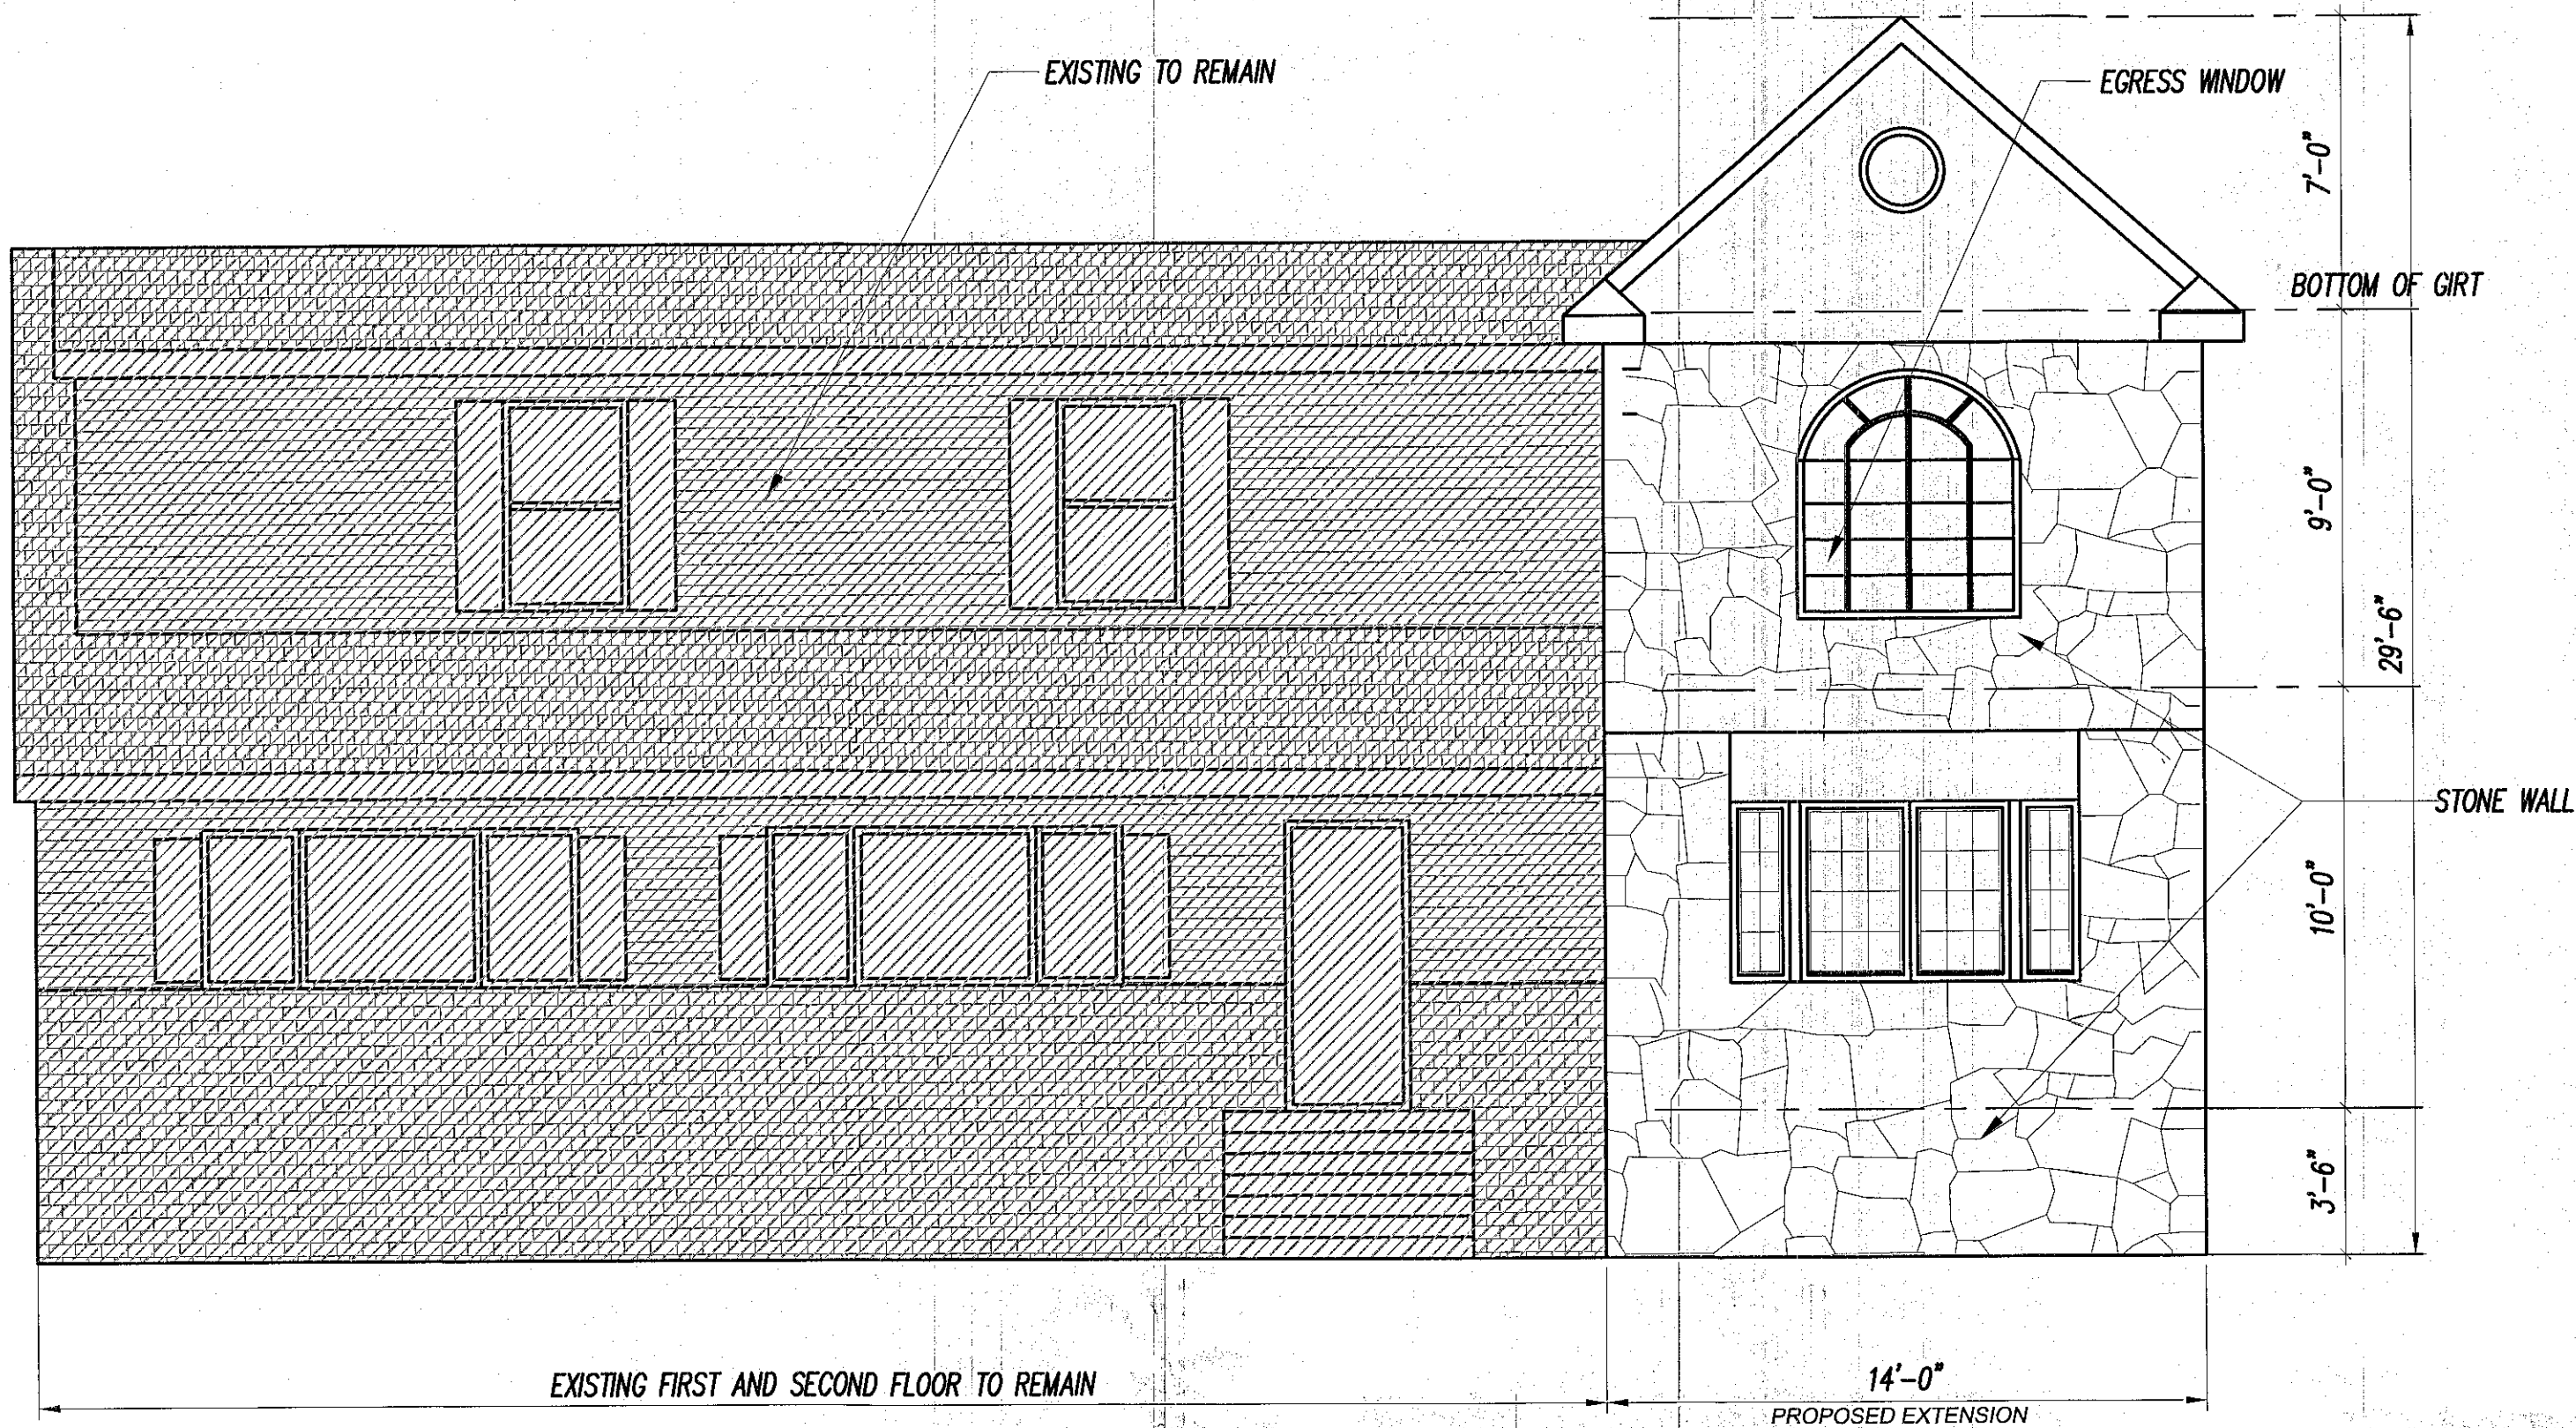 EXISTING TO REMAIN
EGRESS WINDOW
7'-0"
BOTTOM OF GIRT
9'-0"
29'-6"
STONE WALL
10'-0"
3'-6"
EXISTING FIRST AND SECOND FLOOR TO REMAIN
14'-0"
PROPOSED EXTENSION